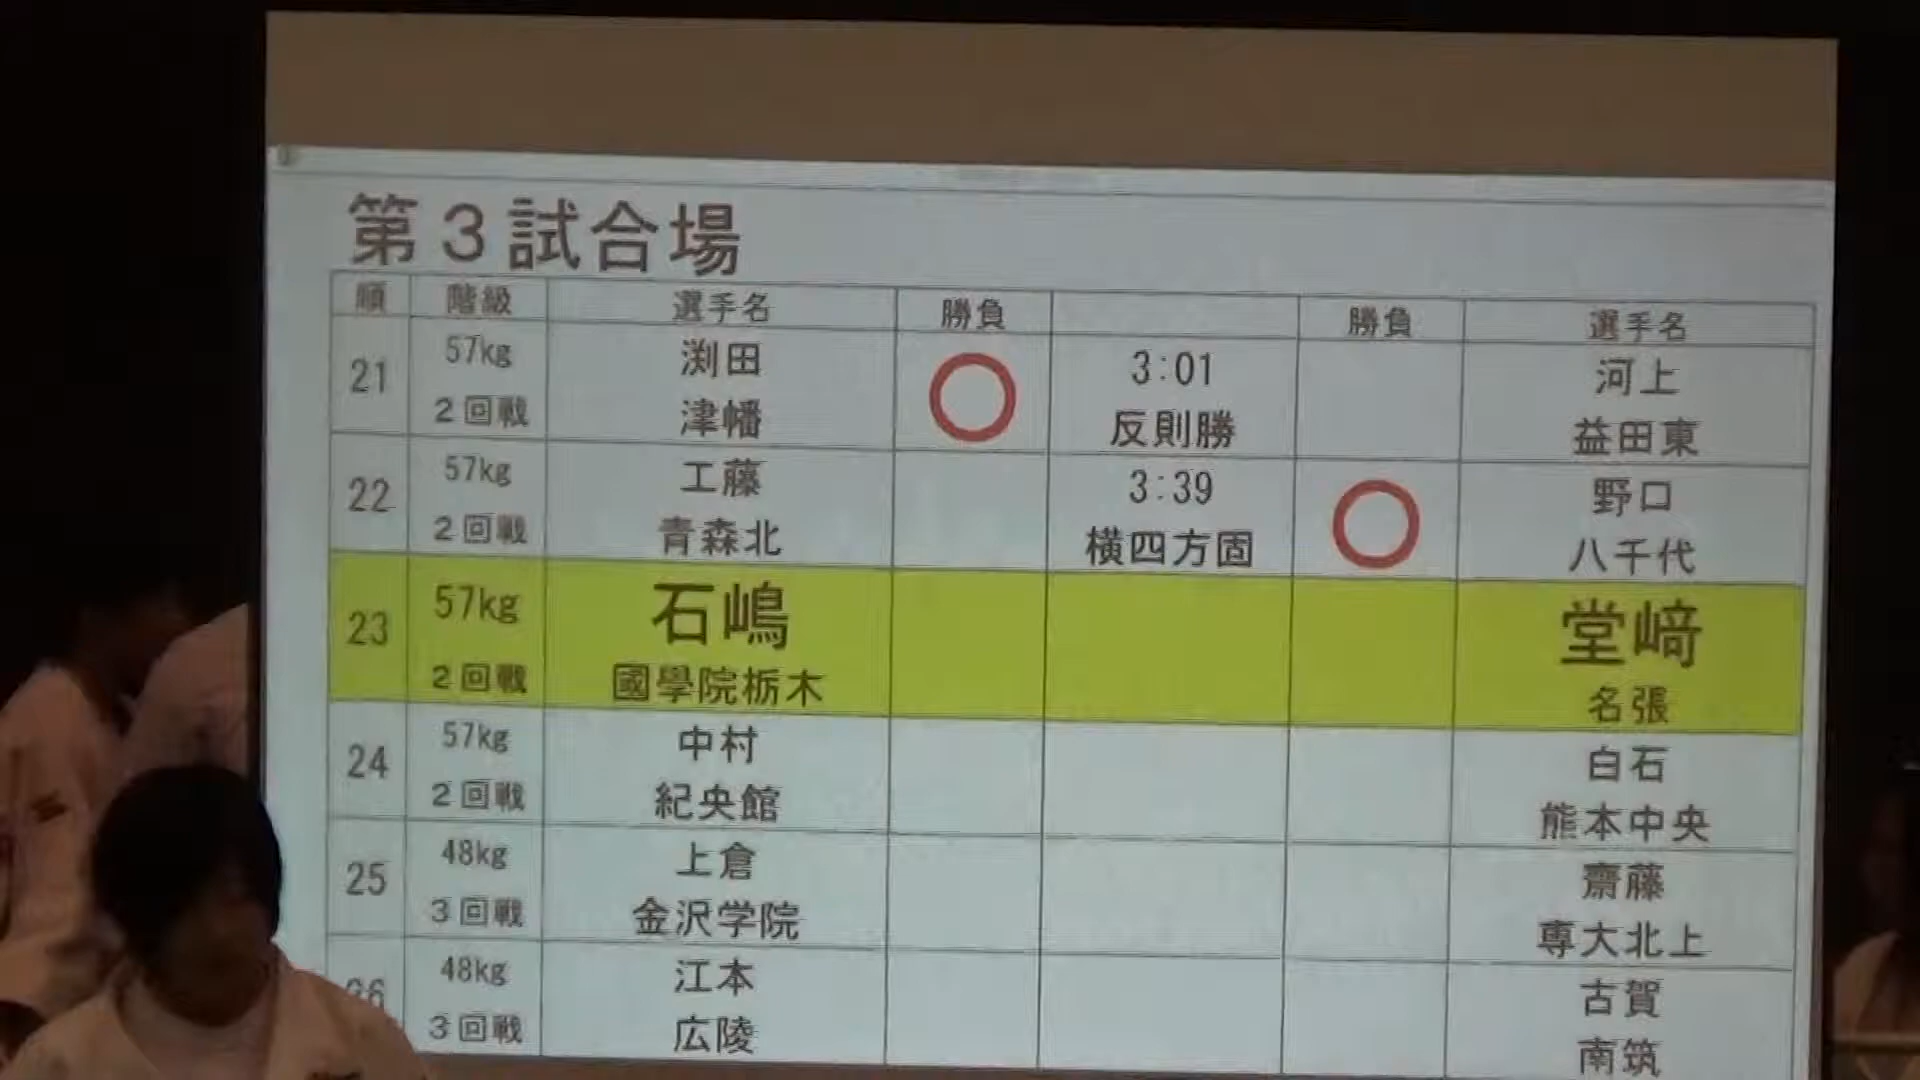 第3試合場
順 階級 選手名 勝負 勝負 選手名
21 57kg 渕田 3:01 河上
2回戦 津幡 反則勝 益田東
22 57kg 工藤 3:39 野口
2回戦 青森北 横四方固 八千代
23 57kg 石嶋 堂﨑
2回戦 國學院栃木 名張
24 57kg 中村 白石
2回戦 紀央館 熊本中央
25 48kg 上倉 齋藤
3回戦 金沢学院 専大北上
26 48kg 江本 古賀
3回戦 広陵 南筑